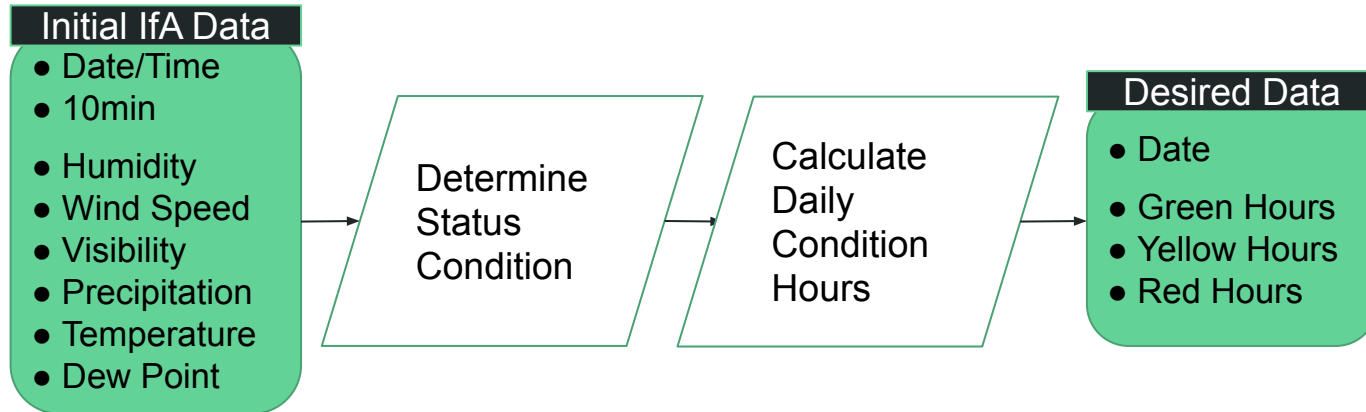 Initial IfA Data
● Date/Time
● 10min
● Humidity
● Wind Speed
● Visibility
● Precipitation
● Temperature
● Dew Point
Determine
Status
Condition
Calculate
Daily
Condition
Hours
Desired Data
● Date
● Green Hours
● Yellow Hours
● Red Hours